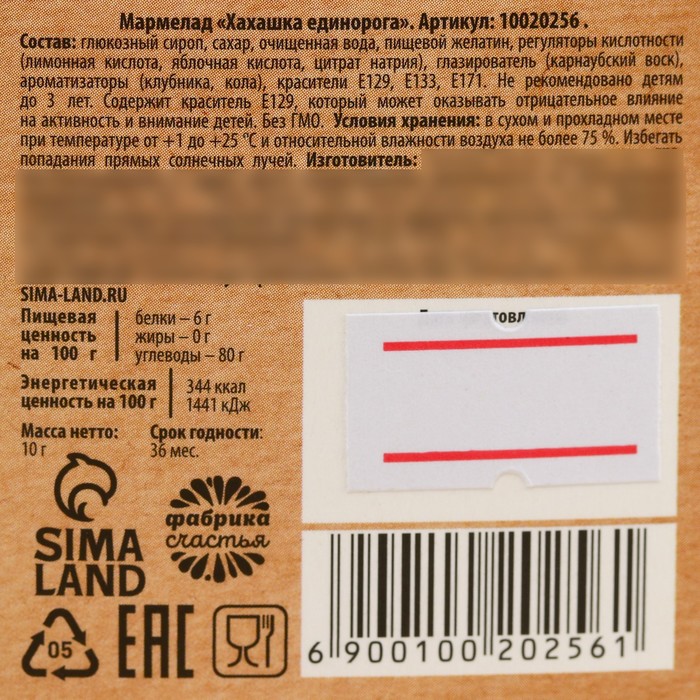 Мармелад «Хахашка единорога». Артикул: 10020256 .
Состав: глюкозный сироп, сахар, очищенная вода, пищевой желатин, регуляторы кислотности
(лимонная кислота, яблочная кислота, цитрат натрия), глазирователь (карнаубский воск),
ароматизаторы (клубника, кола), красители Е129, Е133, Е171. Не рекомендовано детям
до 3 лет. Содержит краситель Е129, который может оказывать отрицательное влияние
на активность и внимание детей. Без ГМО. Условия хранения: в сухом и прохладном месте
при температуре от +1 до +25 °С и относительной влажности воздуха не более 75 %. Избегать
попадания прямых солнечных лучей. Изготовитель:
SIMA-LAND.RU
Пищевая
ценность
на 100 г
белки – 6 г
жиры – 0 г
углеводы – 80 г
Энергетическая
ценность на 100 г
344 ккал
1441 кДж
Масса нетто:
10 г
Срок годности:
36 мес.
SIMA
LAND
фабрика
счастья
05
EAC
6 900100 202561